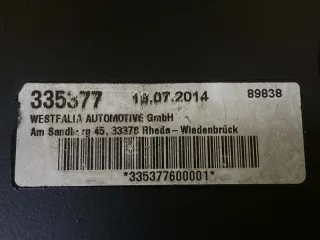 335377 18.07.2014 89838
WESTFALIA AUTOMOTIVE GmbH
Am Sandberg 45, 33378 Rheda-Wiedenbrück
*335377600001*